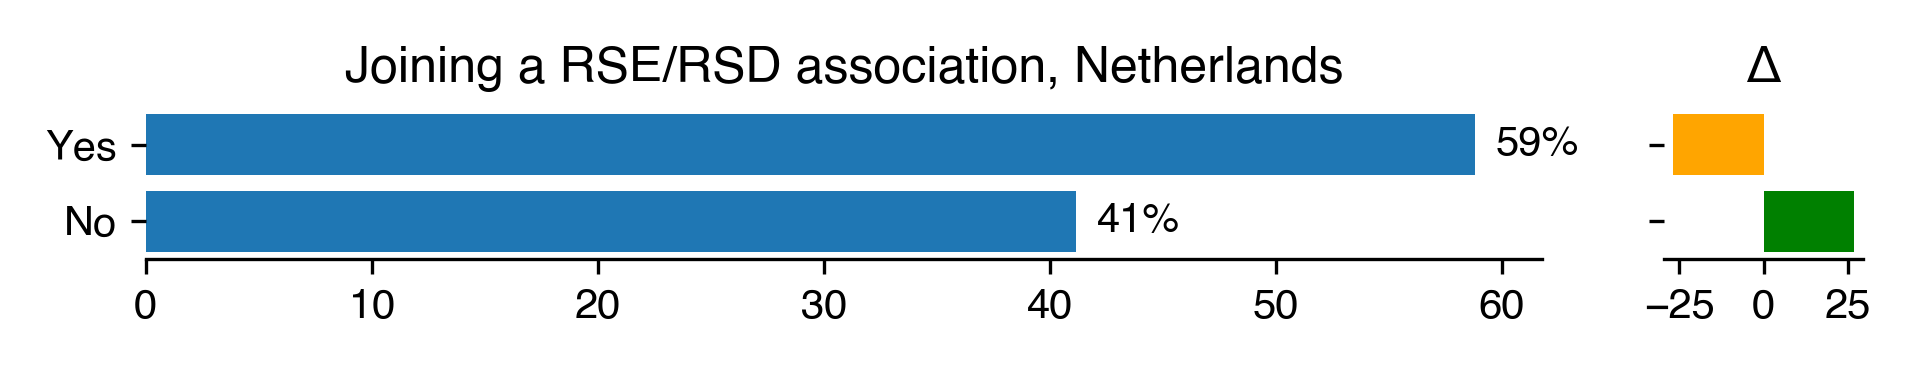 Joining a RSE/RSD association, Netherlands Δ
Yes 59%
No 41%
0 10 20 30 40 50 60 −25 0 25